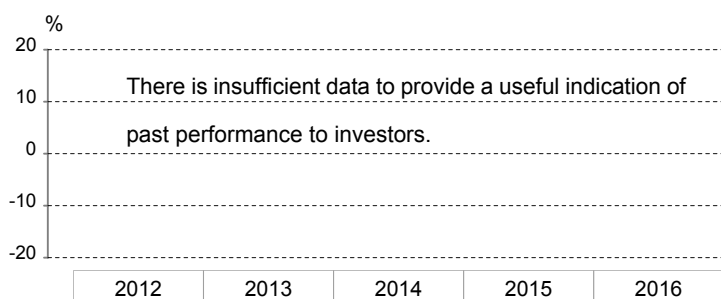 %
20
There is insufficient data to provide a useful indication of
10
past performance to investors.
0
-10
-20
2012 2013 2014 2015 2016